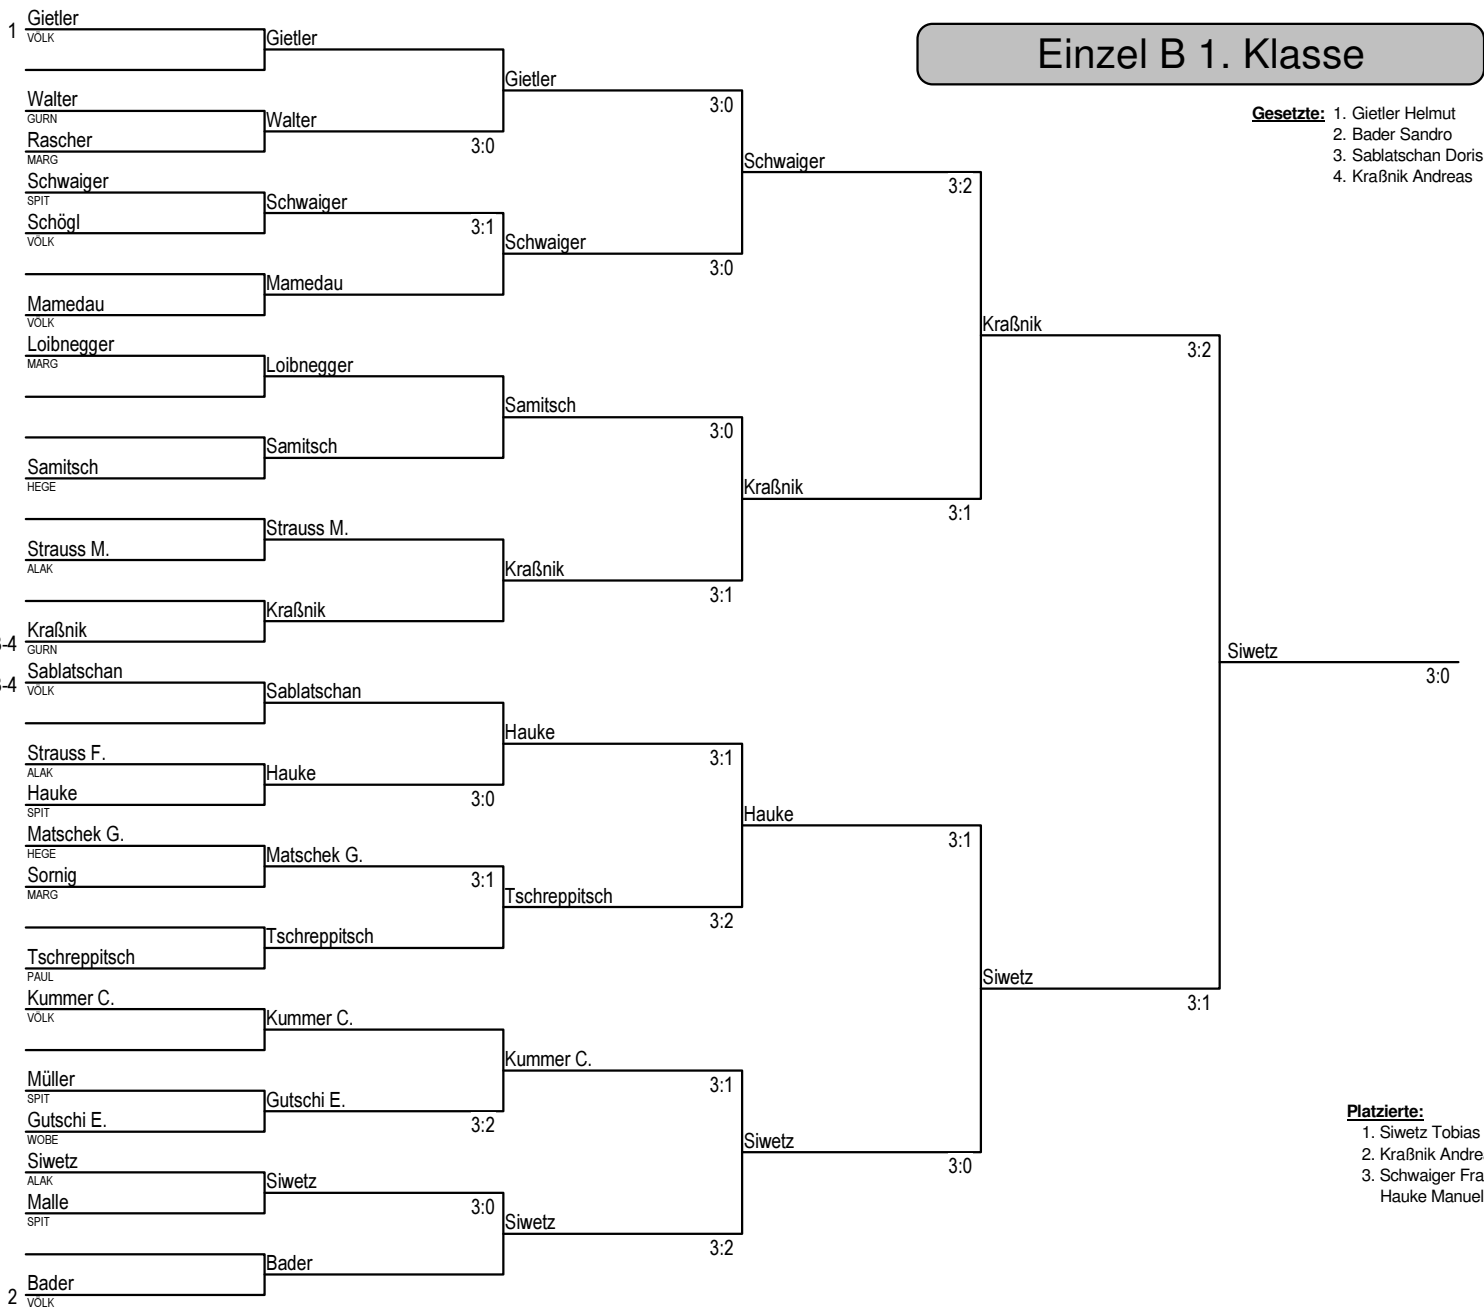 Einzel B 1. Klasse
Gesetzte: 1. Gietler Helmut
2. Bader Sandro
3. Sablatschan Doris
4. Kraßnik Andreas
1 Gietler
VÖLK
Walter
GURN
Rascher
MARG
Schwaiger
SPIT
Schögl
VÖLK
Mamedau
VÖLK
Loibnegger
MARG
Samitsch
HEGE
Strauss M.
ALAK
Kraßnik
-4 GURN
Sablatschan
-4 VÖLK
Strauss F.
ALAK
Hauke
SPIT
Matschek G.
HEGE
Sornig
MARG
Tschreppitsch
PAUL
Kummer C.
VÖLK
Müller
SPIT
Gutschi E.
WOBE
Siwetz
ALAK
Malle
SPIT
Bader
2 VÖLK
Gietler
Walter
3:0
Schwaiger
3:1
Mamedau
Loibnegger
Samitsch
Strauss M.
Kraßnik
Sablatschan
Hauke
3:0
Matschek G.
3:1
Tschreppitsch
Kummer C.
Gutschi E.
3:2
Siwetz
3:0
Bader
Gietler
3:0
Schwaiger
3:0
Samitsch
3:0
Kraßnik
3:1
Hauke
3:1
Tschreppitsch
3:2
Kummer C.
3:1
Siwetz
3:2
Schwaiger
3:2
Kraßnik
3:1
Hauke
3:1
Siwetz
3:0
Kraßnik
3:2
Siwetz
3:1
Siwetz
3:0
Platzierte:
1. Siwetz Tobias
2. Kraßnik Andre
3. Schwaiger Fra
Hauke Manuel